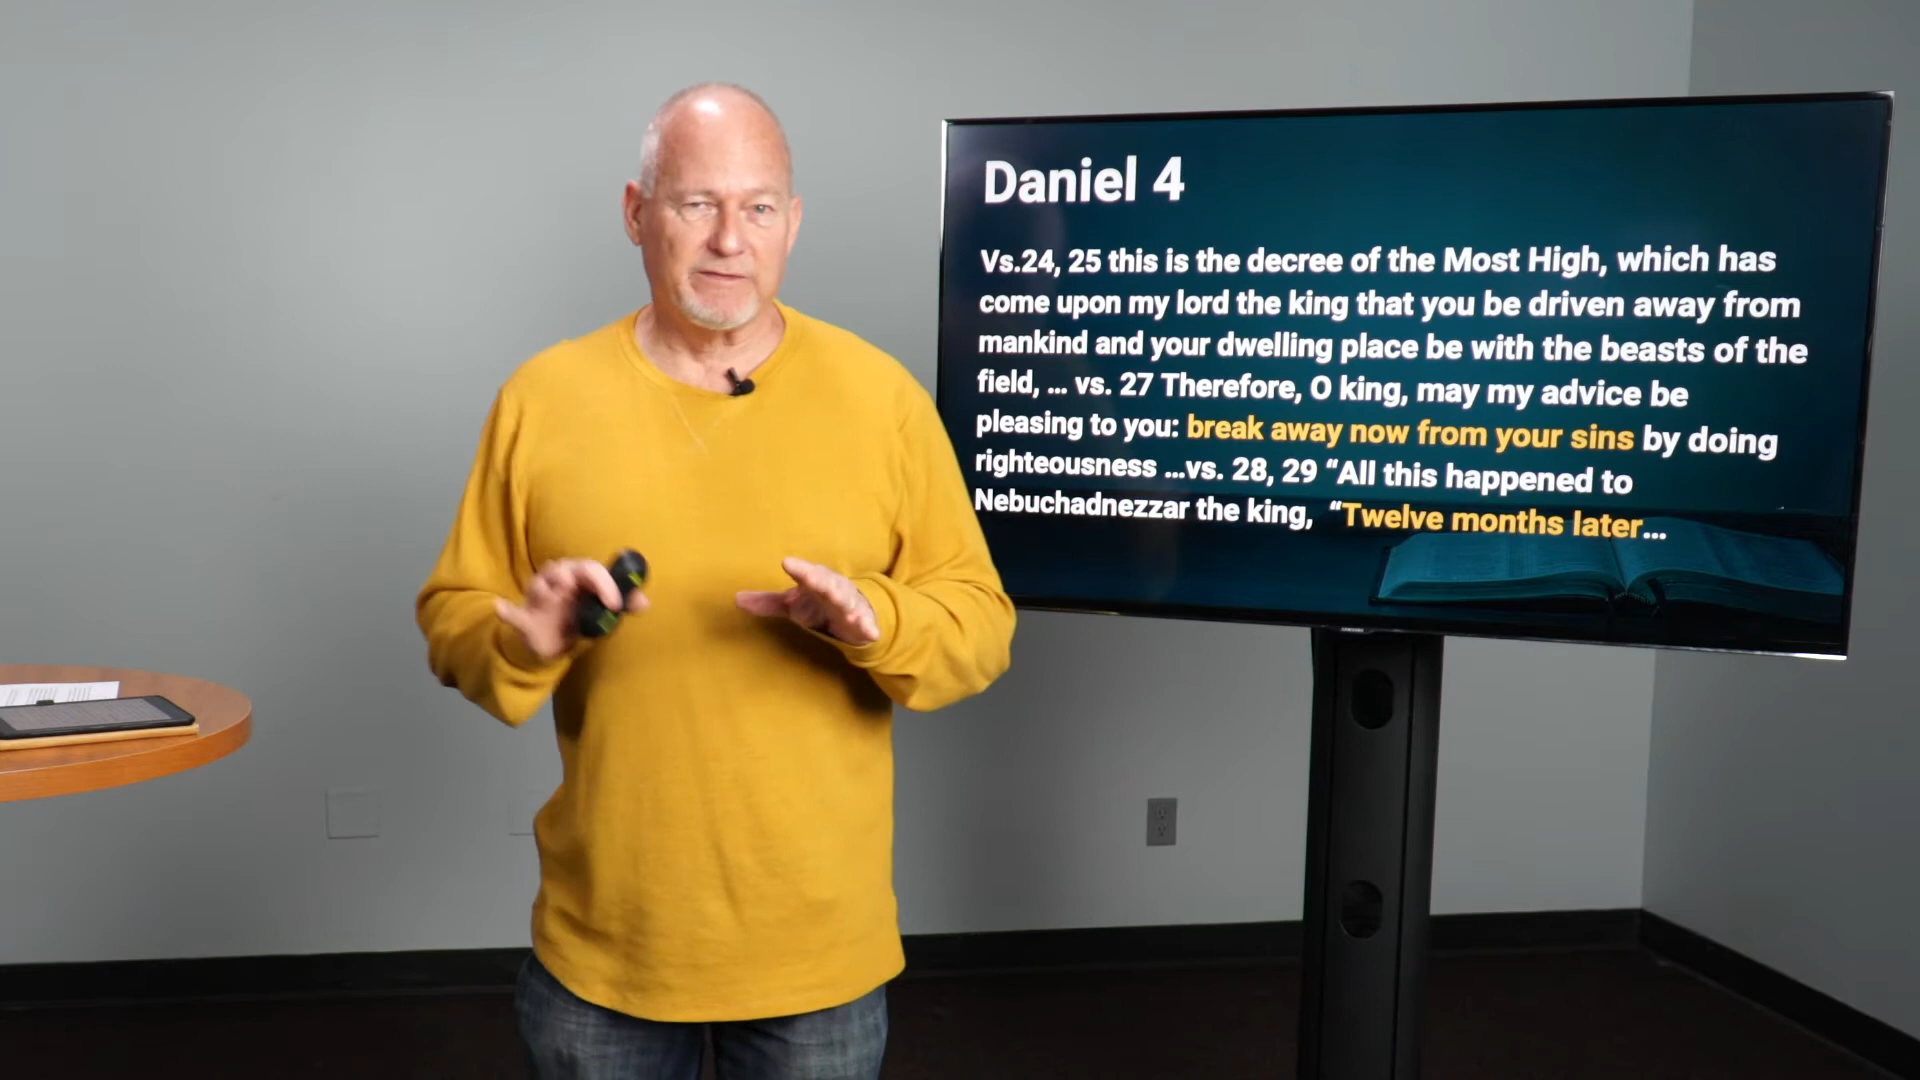 Daniel 4
Vs.24, 25 this is the decree of the Most High, which has
come upon my lord the king that you be driven away from
mankind and your dwelling place be with the beasts of the
field, ... vs. 27 Therefore, O king, may my advice be
pleasing to you: break away now from your sins by doing
righteousness ...vs. 28, 29 “All this happened to
Nebuchadnezzar the king,  “Twelve months later...
SAMSUNG